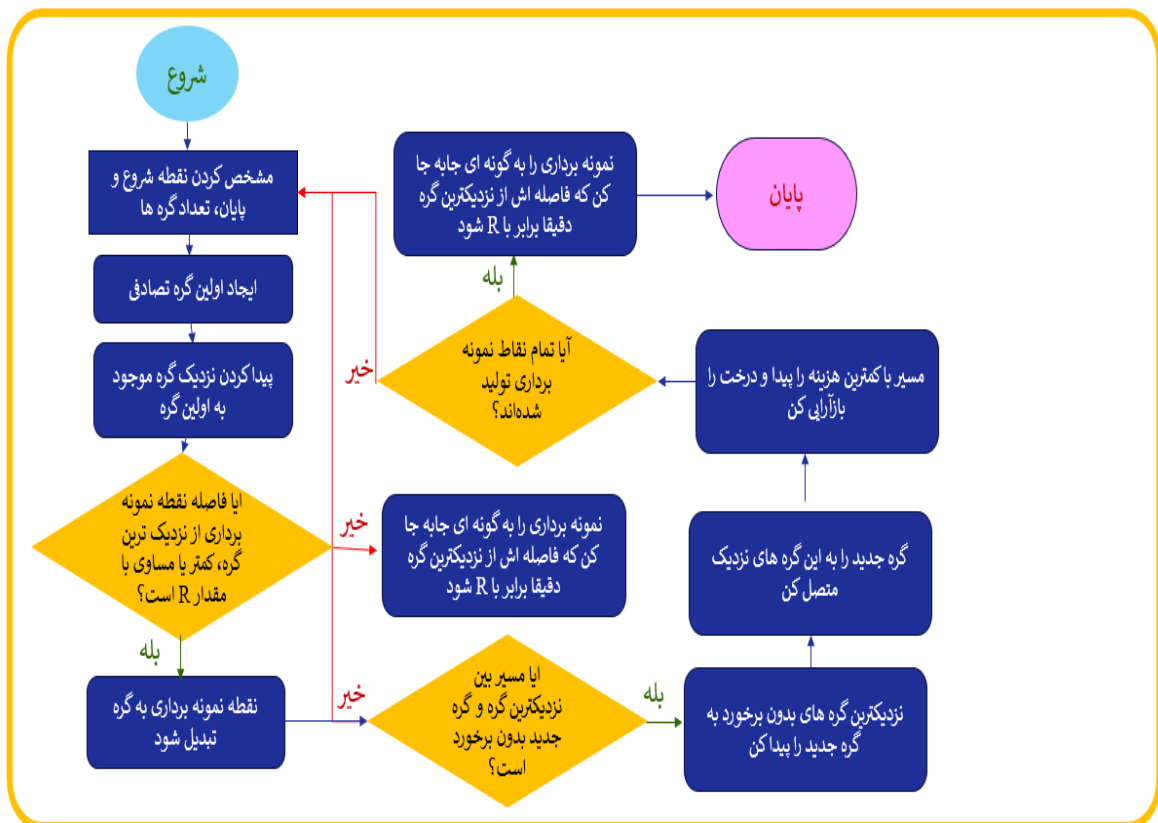 شروع
مشخص کردن نقطه شروع و
پایان، تعداد گره ها
ایجاد اولین گره تصادفی
پیدا کردن نزدیک گره موجود
به اولین گره
ایا فاصله نقطه نمونه
برداری از نزدیک ترین
گره، کمتر یا مساوی با
مقدار R است؟
خیر
نمونه برداری را به گونه ای جابه جا
کن که فاصله اش از نزدیکترین گره
دقیقا برابر با R شود
بله
نقطه نمونه برداری به گره
تبدیل شود
خیر
ایا مسیر بین
نزدیکترین گره و گره
جدید بدون برخورد
است؟
بله
نزدیکترین گره های بدون برخورد به
گره جدید را پیدا کن
گره جدید را به این گره های نزدیک
متصل کن
مسیر با کمترین هزینه را پیدا و درخت را
بازآرایی کن
آیا تمام نقاط نمونه
برداری تولید
شده‌اند؟
خیر
بله
نمونه برداری را به گونه ای جابه جا
کن که فاصله اش از نزدیکترین گره
دقیقا برابر با R شود
پایان